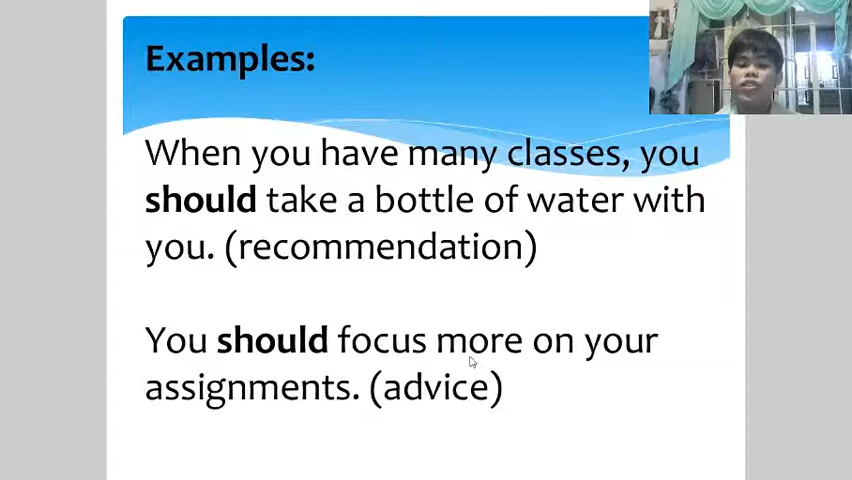 Examples:
When you have many classes, you
should take a bottle of water with
you. (recommendation)
You should focus more on your
assignments. (advice)